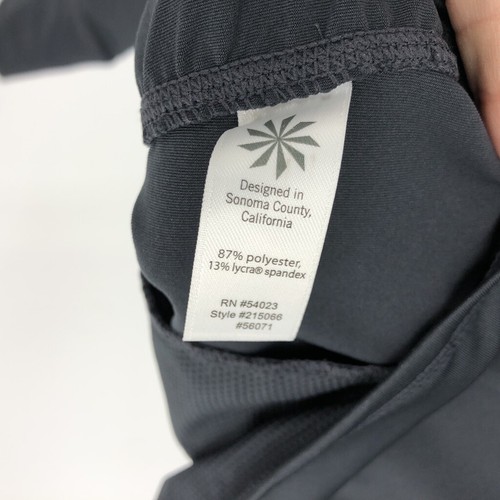 Designed in
Sonoma County,
California
87% polyester,
13% lycra® spandex
RN #54023
Style #215066
#56071